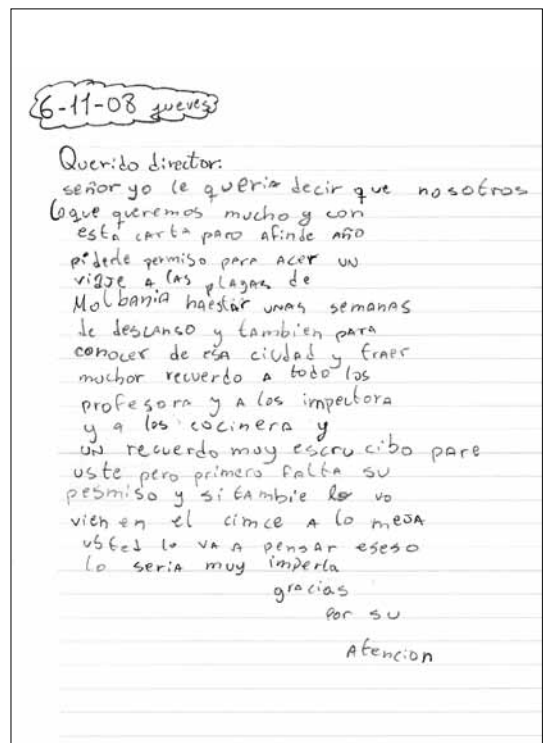 6-11-08 jueves
Querido director:
señor yo le queria decir que nosotros
loque queremos mucho y con
esta carta paro afinde año
piderle permiso para Acer un
viaje a las plagas de
Molbania haestar unas semanas
de descanso y tambien para
conocer de esa ciudad y traer
muchor recuerdo a todo los
profesora y a los impectora
y a los cocinera y
un recuerdo muy escru cibo pare
uste pero primero falta su
pesmiso y si tambie lo vo
vien en el cimce a lo meja
usted lo va a pensar eseso
lo seria muy imperla
gracias
por su
Atencion